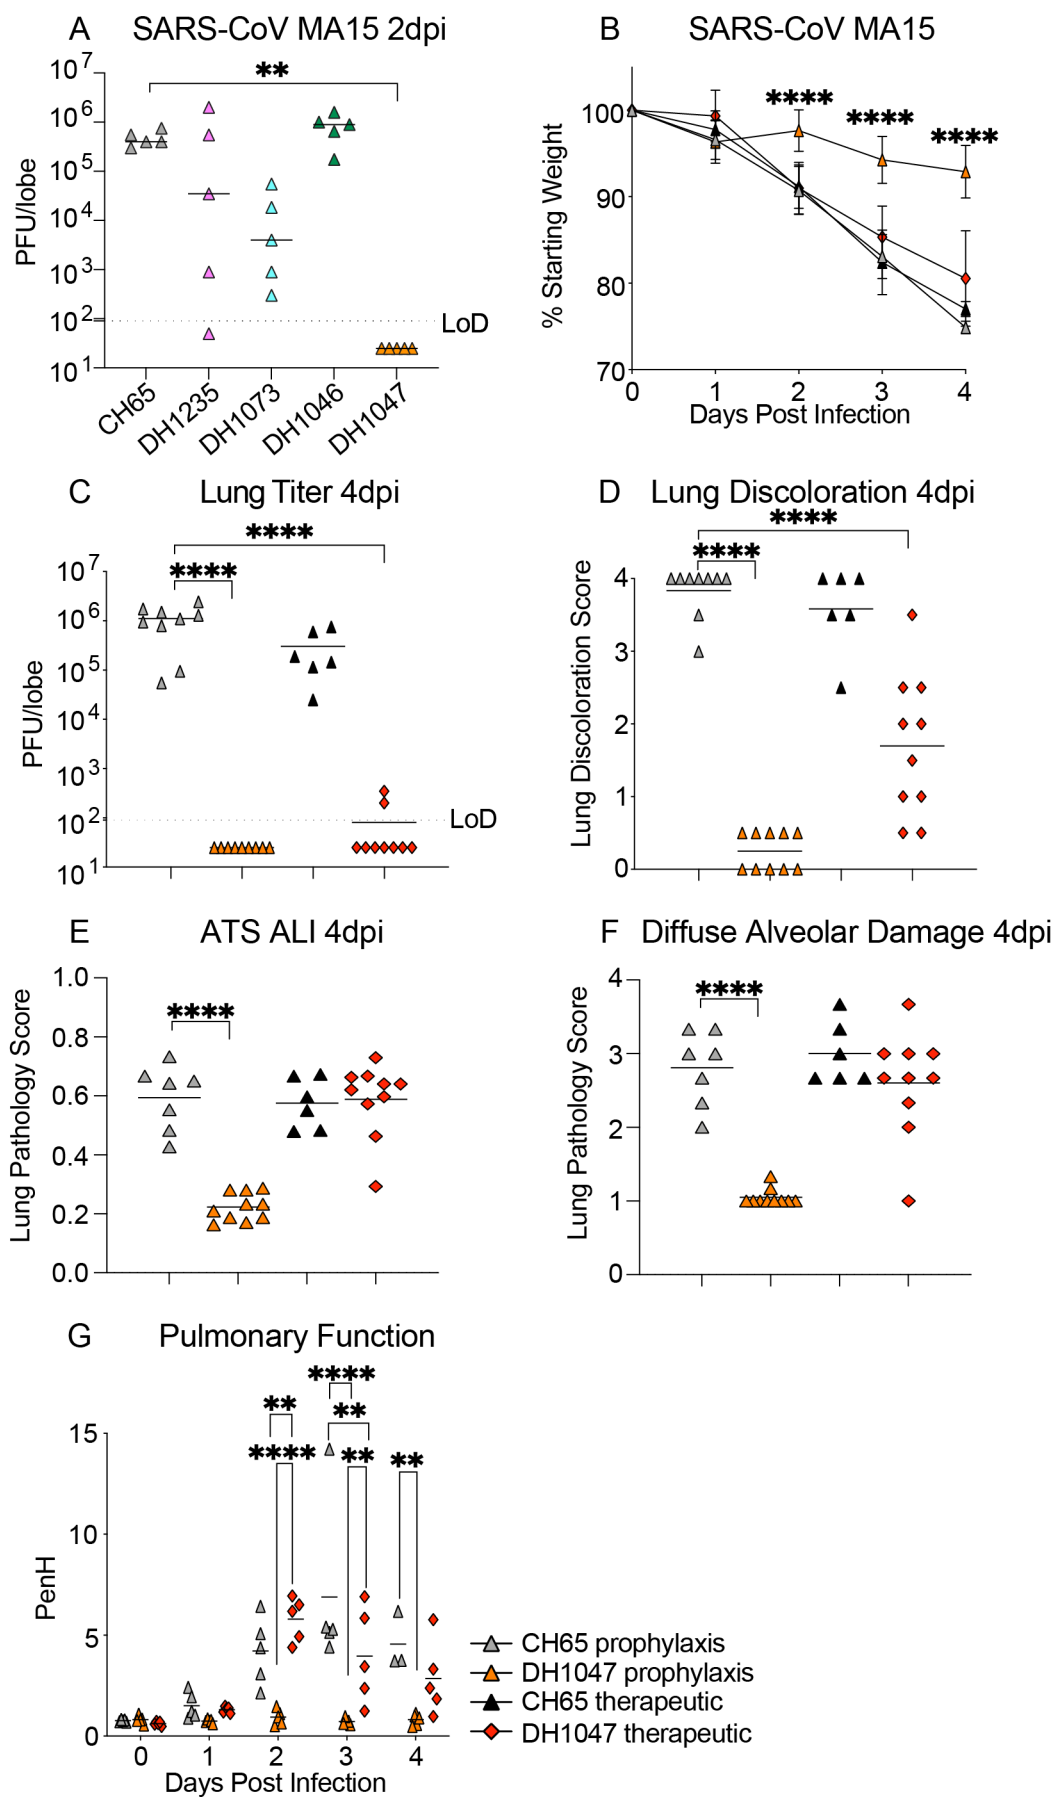 A SARS-CoV MA15 2dpi
**
PFU/lobe
10^7
10^6
10^5
10^4
10^3
10^2
10^1
LoD
CH65
DH1235
DH1073
DH1046
DH1047
B SARS-CoV MA15
**** **** ****
% Starting Weight
100
90
80
70
0 1 2 3 4
Days Post Infection
C Lung Titer 4dpi
****
****
PFU/lobe
10^7
10^6
10^5
10^4
10^3
10^2
10^1
LoD
D Lung Discoloration 4dpi
****
****
Lung Discoloration Score
4
3
2
1
0
E ATS ALI 4dpi
****
Lung Pathology Score
1.0
0.8
0.6
0.4
0.2
0.0
F Diffuse Alveolar Damage 4dpi
****
Lung Pathology Score
4
3
2
1
0
G Pulmonary Function
****
** **
**** ** **
PenH
15
10
5
0
0 1 2 3 4
Days Post Infection
CH65 prophylaxis
DH1047 prophylaxis
CH65 therapeutic
DH1047 therapeutic